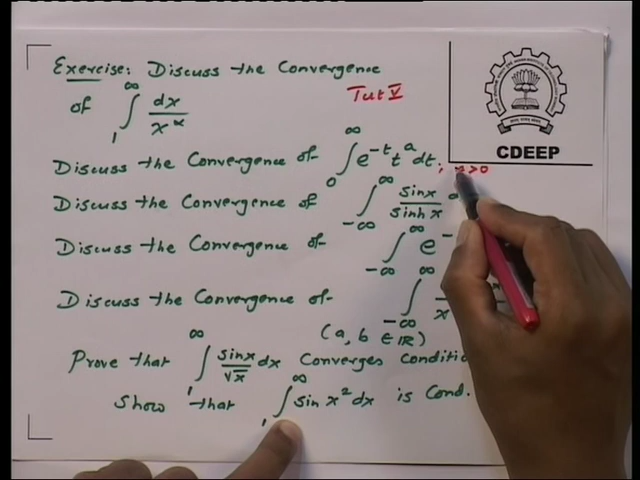 Exercise: Discuss the Convergence
of ∫₁^∞ dx/x^α
Tut V
CDEEP
Discuss the Convergence of ∫₀^∞ e^-t t^a dt; >0
Discuss the Convergence of ∫_-∞^∞ sinx/sinh x
Discuss the Convergence of ∫_-∞^∞ e^-
Discuss the Convergence of ∫_-∞^∞
(a, b ∈ ℝ)
Prove that ∫₁^∞ sinx/√x dx Converges
Show that ∫₁^∞ sin x² dx is Cond.